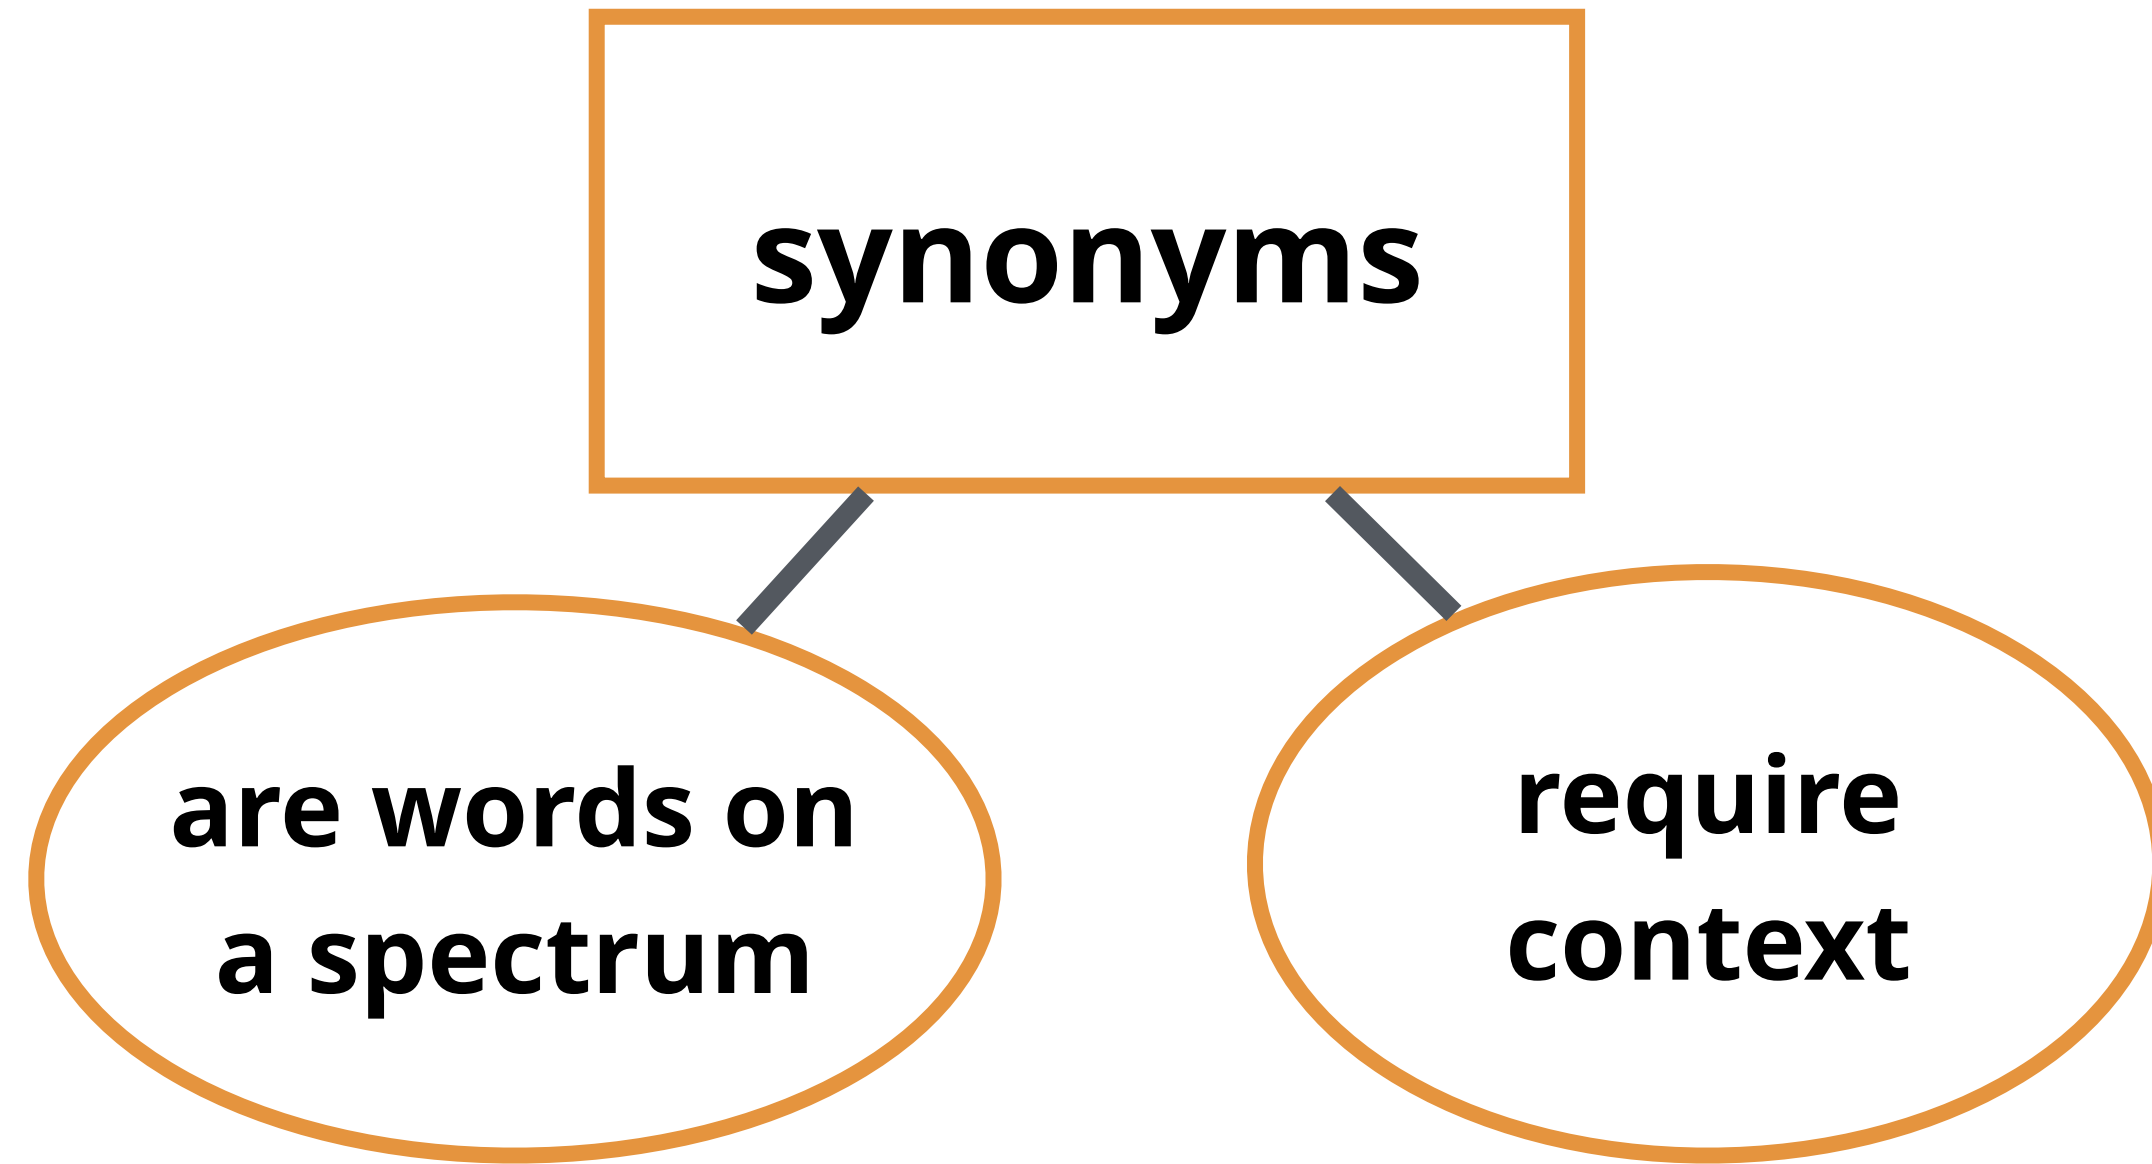 synonyms
are words on
a spectrum
require
context